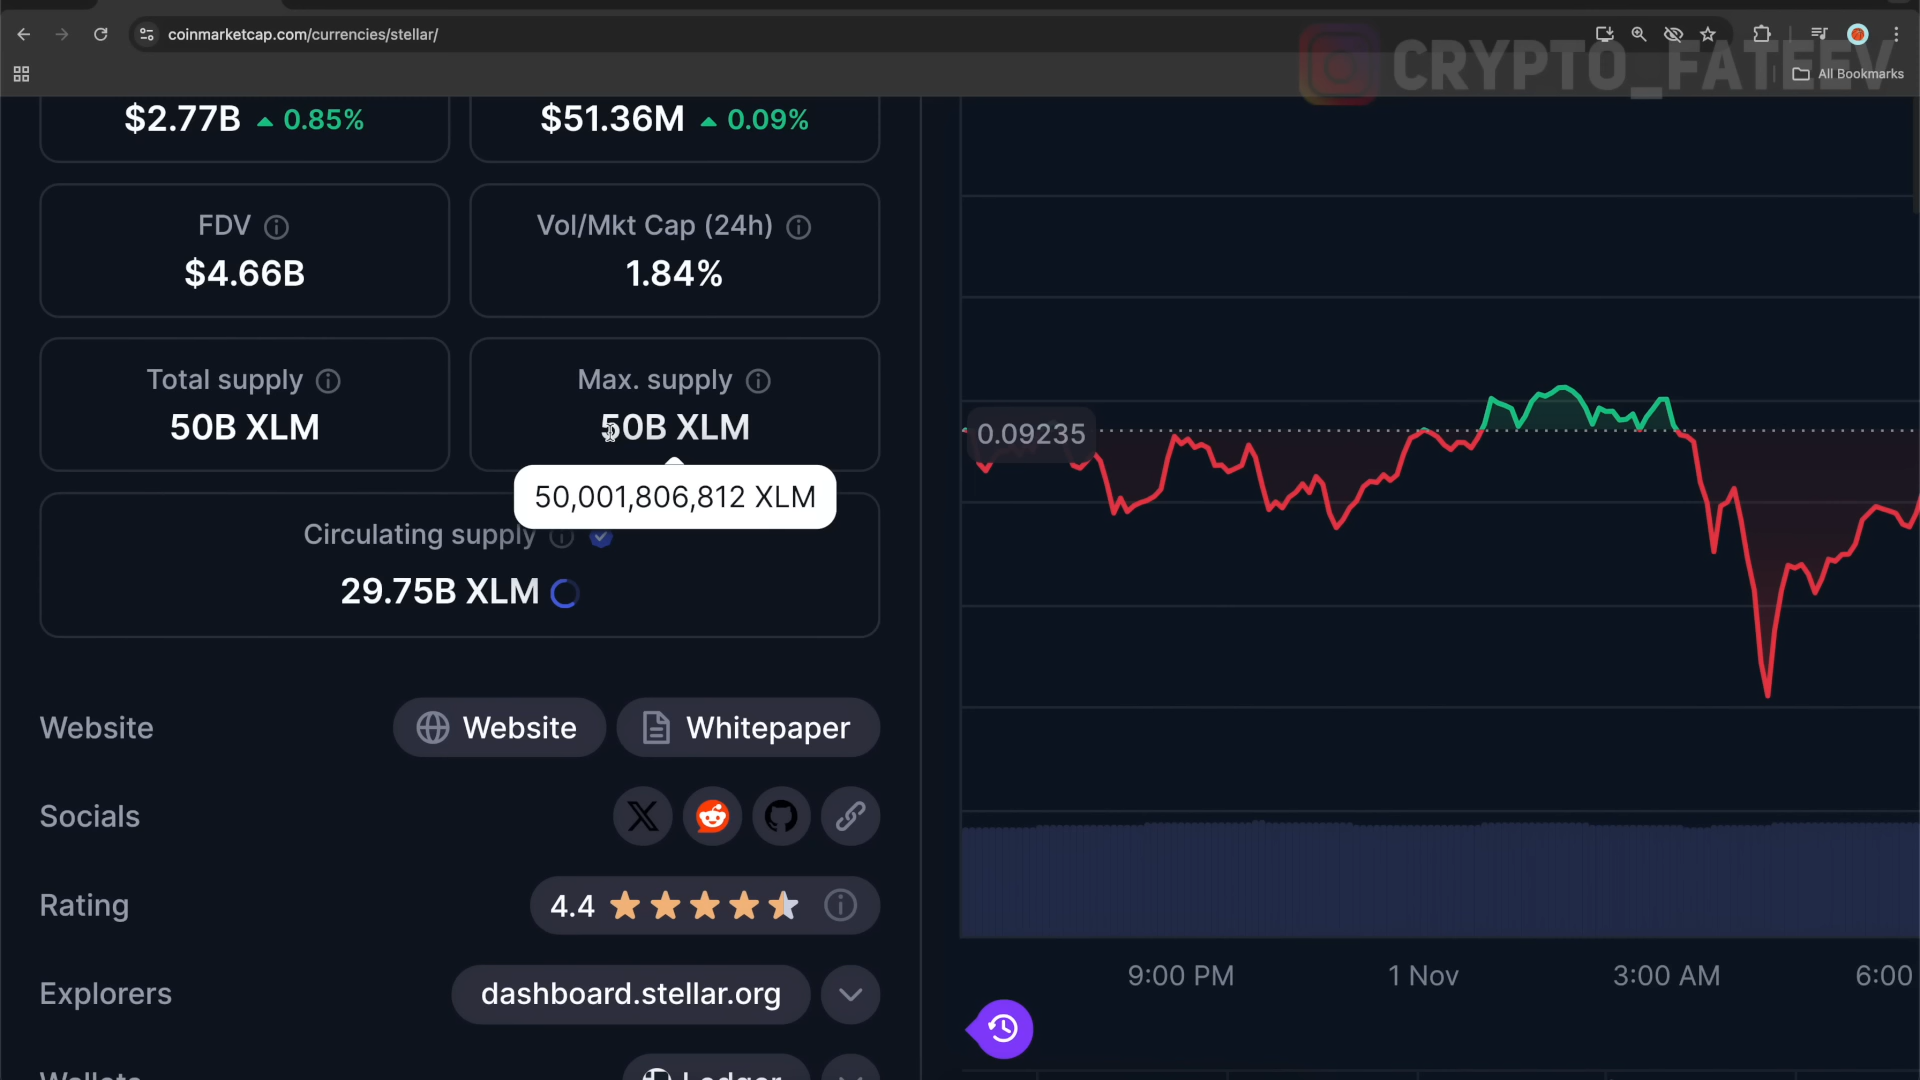 coinmarketcap.com/currencies/stellar/
CRYPTO_FATEEV
All Bookmarks
$2.77B 0.85%
$51.36M 0.09%
FDV
$4.66B
Vol/Mkt Cap (24h)
1.84%
Total supply
50B XLM
Max. supply
50B XLM
50,001,806,812 XLM
Circulating supply
29.75B XLM
Website
Website
Whitepaper
Socials
Rating
4.4
Explorers
dashboard.stellar.org
Wallets
Ledger
0.09235
9:00 PM
1 Nov
3:00 AM
6:00